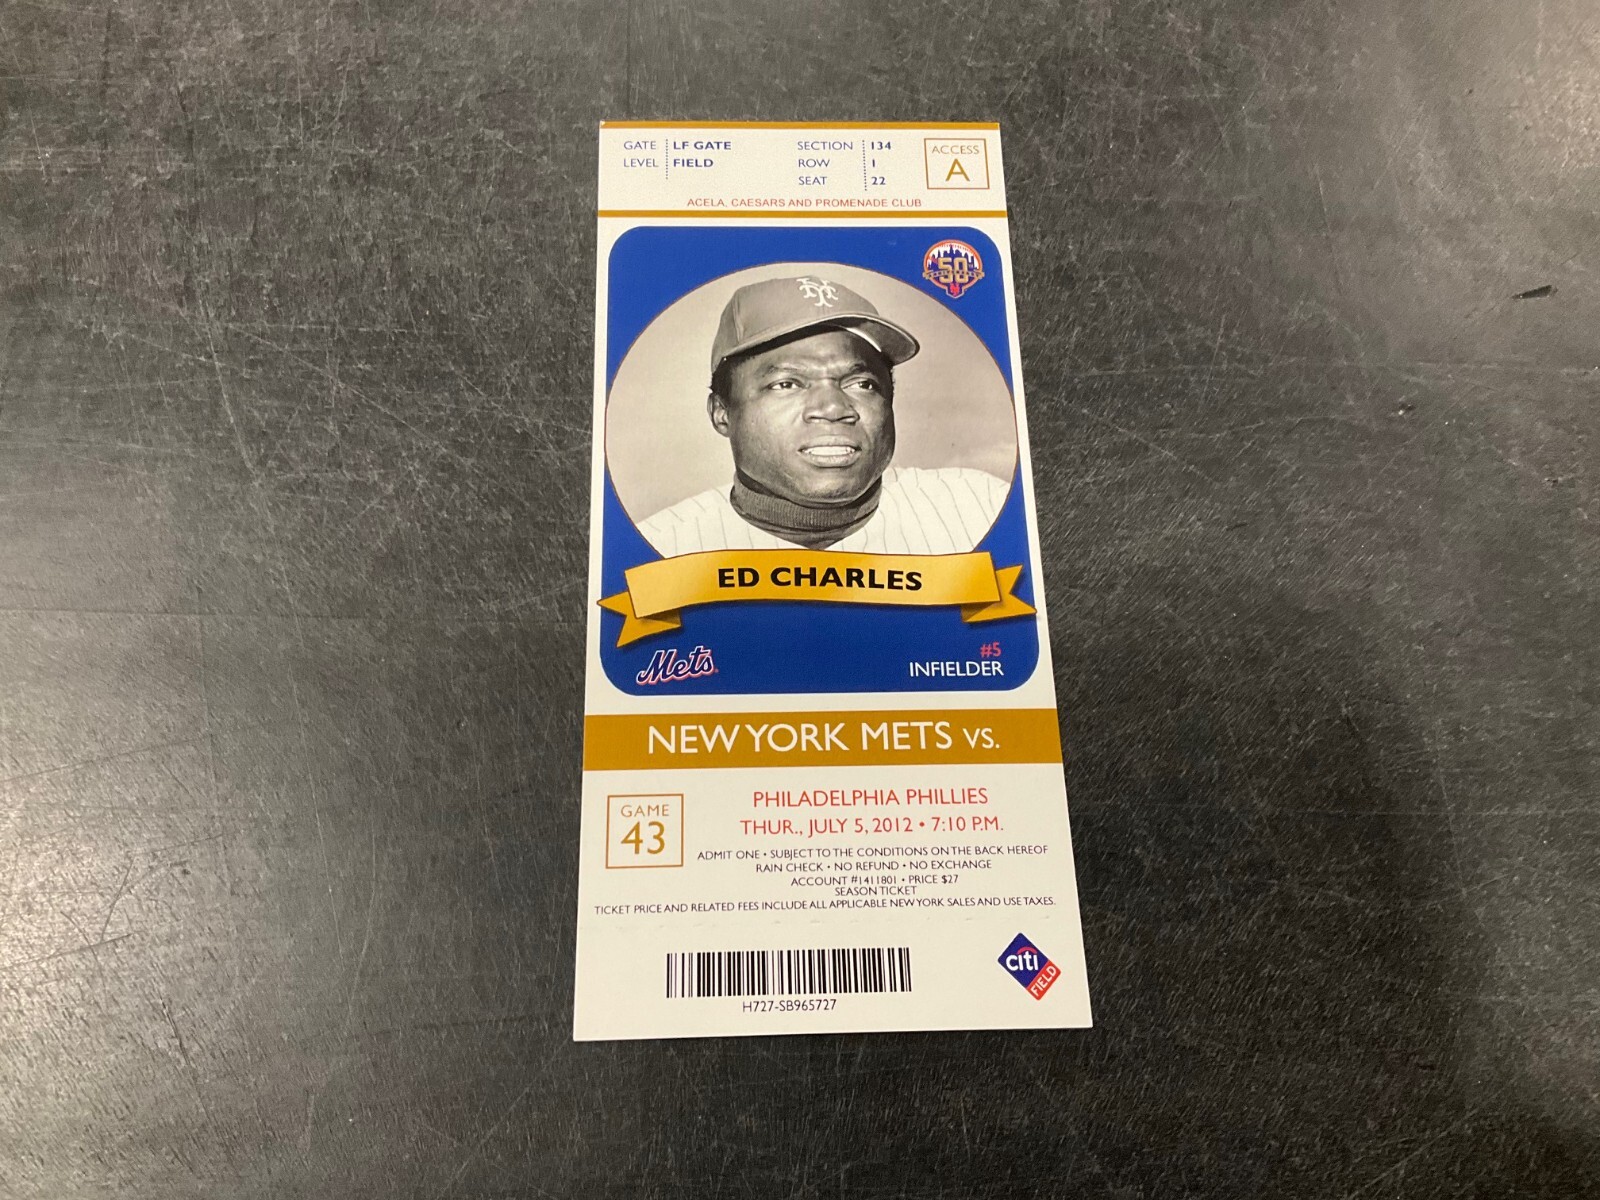 GATE LF GATE SECTION 134 ACCESS
LEVEL FIELD ROW 1 A
SEAT 22
ACELA, CAESARS AND PROMENADE CLUB
50
NY
ED CHARLES
Mets
#5
INFIELDER
NEW YORK METS VS.
GAME
43
PHILADELPHIA PHILLIES
THUR., JULY 5, 2012 • 7:10 P.M.
ADMIT ONE • SUBJECT TO THE CONDITIONS ON THE BACK HEREOF
RAIN CHECK • NO REFUND • NO EXCHANGE
ACCOUNT #1411801 • PRICE $27
SEASON TICKET
TICKET PRICE AND RELATED FEES INCLUDE ALL APPLICABLE NEW YORK SALES AND USE TAXES.
citi
FIELD
H727-SB965727